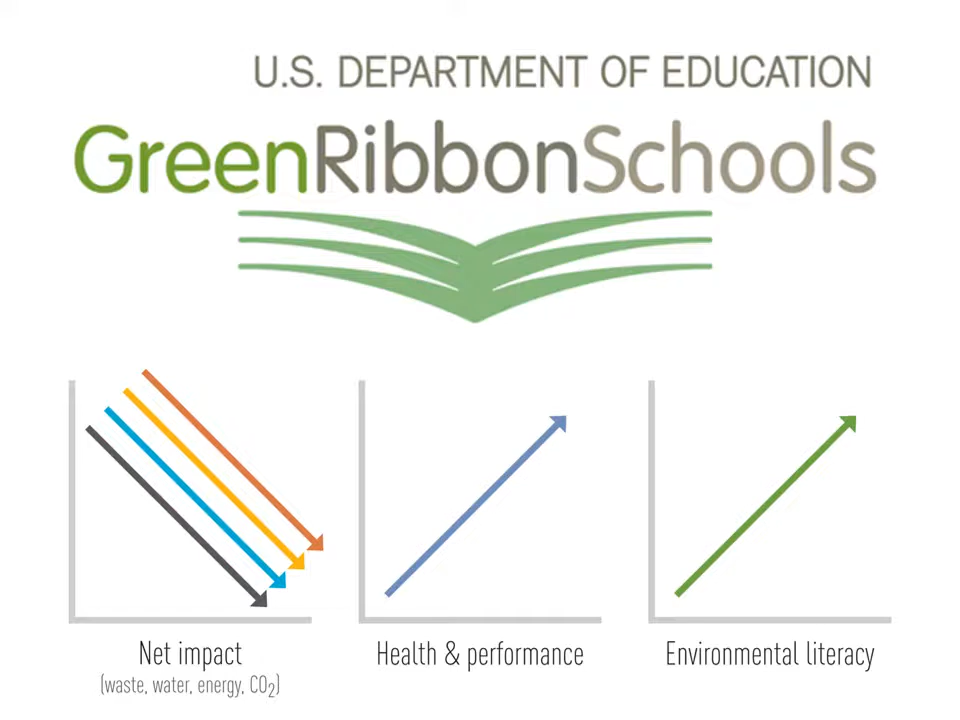 U.S. DEPARTMENT OF EDUCATION
GreenRibbonSchools
Net impact
(waste, water, energy, CO₂)
Health & performance
Environmental literacy